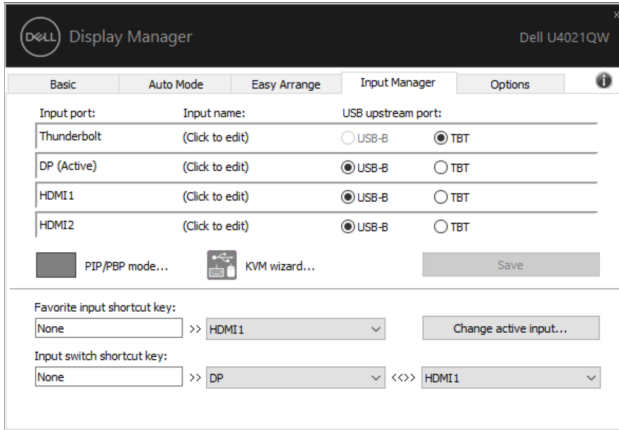 x
DELL Display Manager Dell U4021QW
Basic Auto Mode Easy Arrange Input Manager Options i
Input port: Input name: USB upstream port:
Thunderbolt (Click to edit) USB-B TBT
DP (Active) (Click to edit) USB-B TBT
HDMI1 (Click to edit) USB-B TBT
HDMI2 (Click to edit) USB-B TBT
PIP/PBP mode... KVM wizard... Save
Favorite input shortcut key:
None >> HDMI1 Change active input...
Input switch shortcut key:
None >> DP <<>> HDMI1